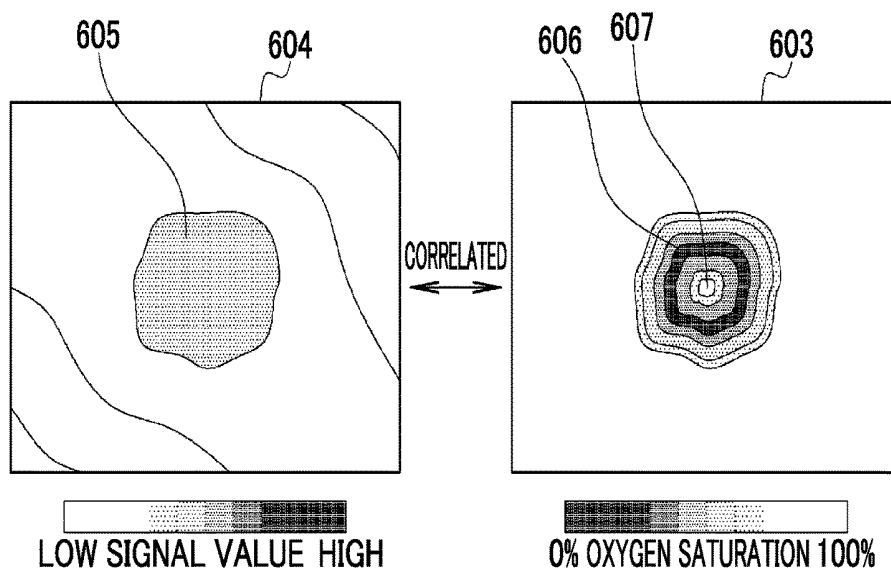 605
604
606
607
603
CORRELATED
LOW SIGNAL VALUE HIGH
0% OXYGEN SATURATION 100%